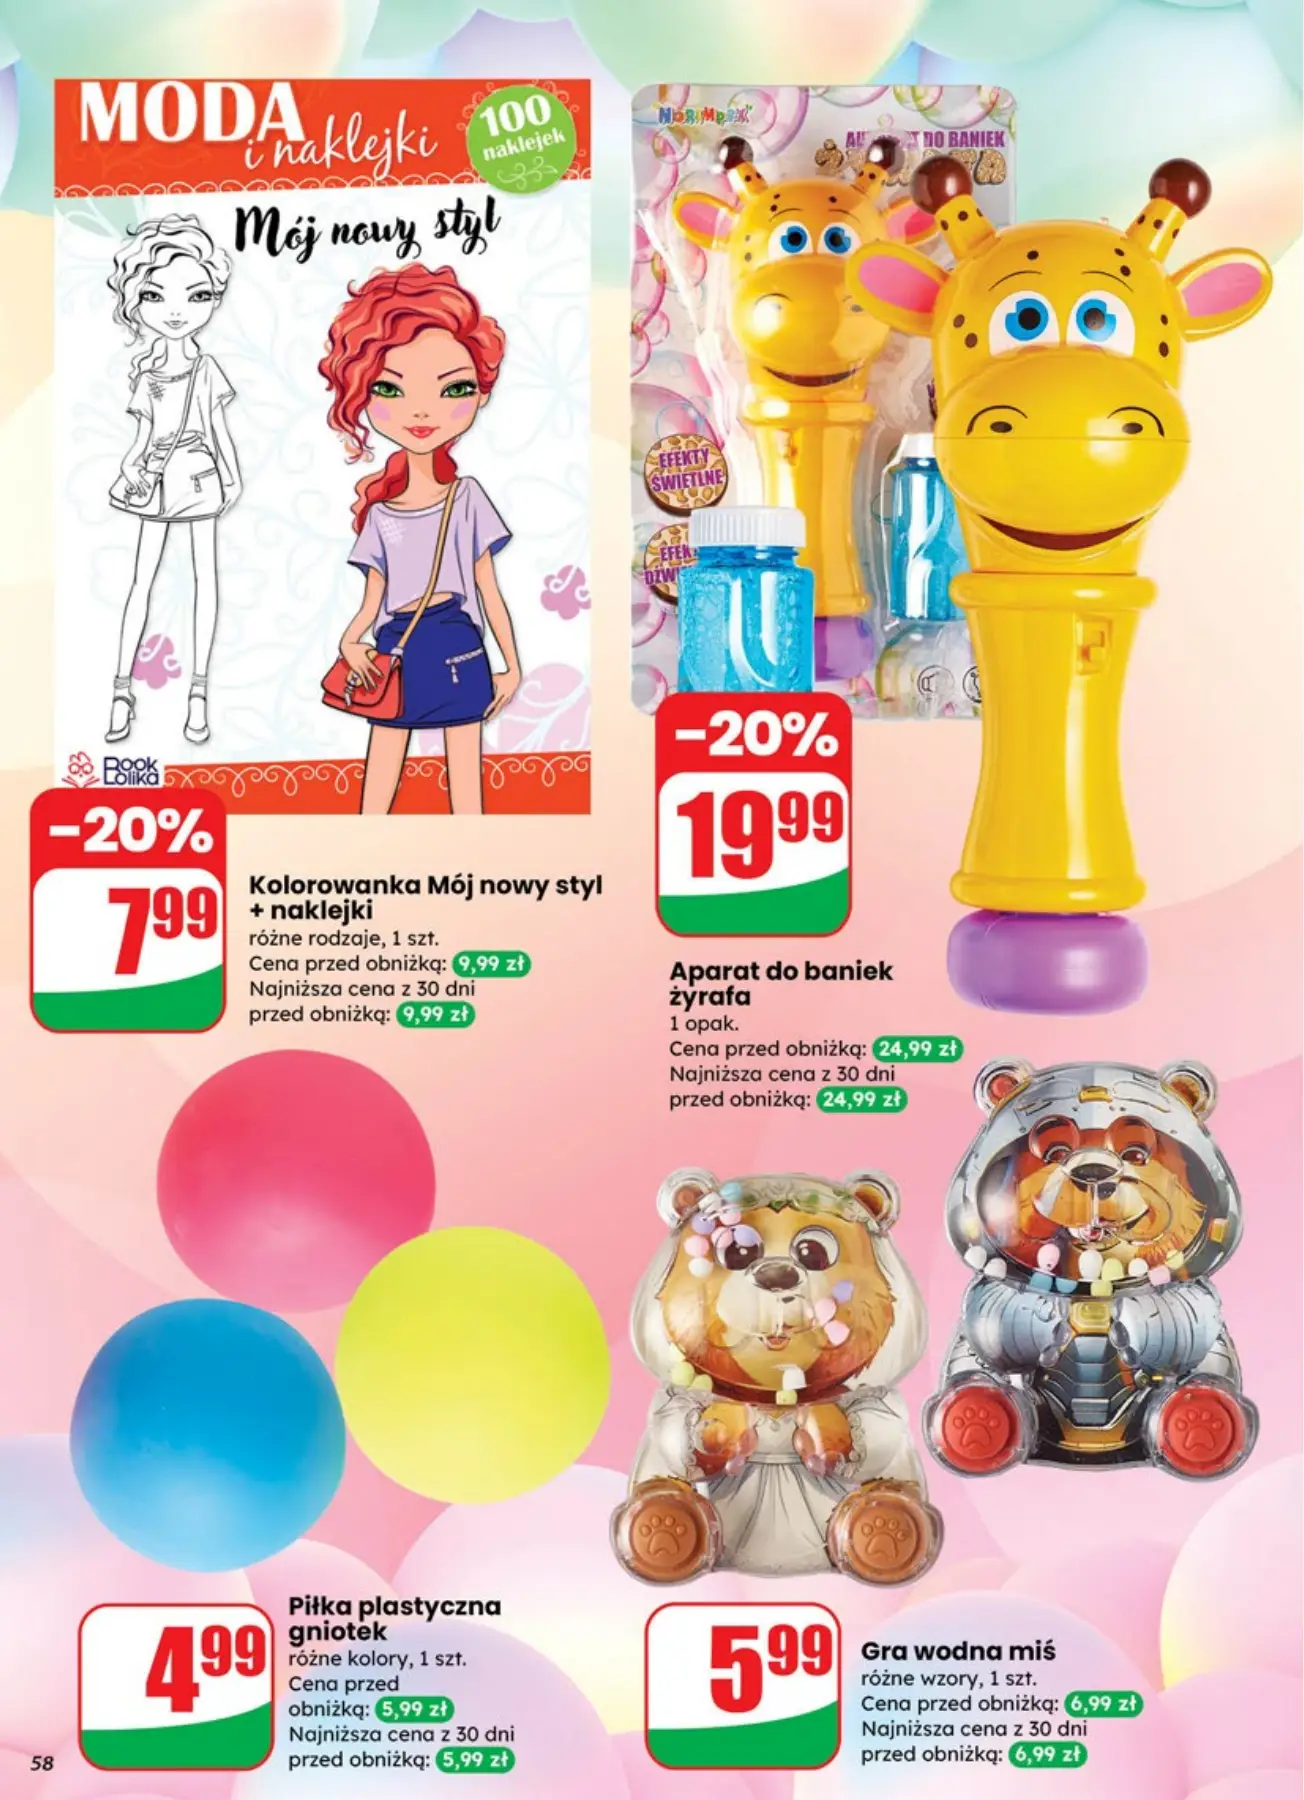 MODA
i naklejki
100
naklejek
Mój nowy styl
Book
Lolika
NORIMPEX
DO BANIEK
EFEKTY
ŚWIETLNE
-20%
7.99
Kolorowanka Mój nowy styl
+ naklejki
różne rodzaje, 1 szt.
Cena przed obniżką: 9,99 zł
Najniższa cena z 30 dni
przed obniżką: 9,99 zł
-20%
19.99
Aparat do baniek
żyrafa
1 opak.
Cena przed obniżką: 24,99 zł
Najniższa cena z 30 dni
przed obniżką: 24,99 zł
4.99
Piłka plastyczna
gniotek
różne kolory, 1 szt.
Cena przed
obniżką: 5,99 zł
Najniższa cena z 30 dni
przed obniżką: 5,99 zł
5.99
Gra wodna miś
różne wzory, 1 szt.
Cena przed obniżką: 6,99 zł
Najniższa cena z 30 dni
przed obniżką: 6,99 zł
58